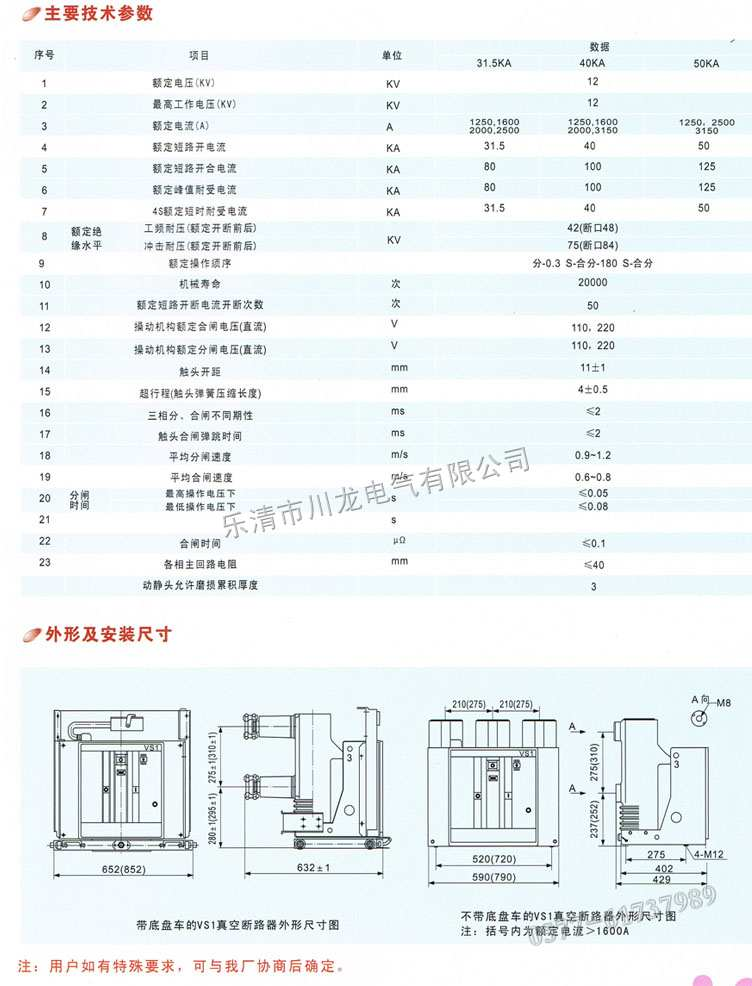 主要技术参数
序号 项目 单位 数据
31.5KA 40KA 50KA
1 额定电压(KV) KV 12
2 最高工作电压(KV) KV 12
3 额定电流(A) A 1250,1600 1250,1600 1250，2500
2000,2500 2000,3150 3150
4 额定短路开电流 KA 31.5 40 50
5 额定短路开合电流 KA 80 100 125
6 额定峰值耐受电流 KA 80 100 125
7 4S额定短时耐受电流 KA 31.5 40 50
8 额定绝缘水平 工频耐压(额定开断前后) KV 42(断口48)
冲击耐压(额定开断前后) 75(断口84)
9 额定操作顺序 分-0.3 S-合分-180 S-合分
10 机械寿命 次 20000
11 额定短路开断电流开断次数 次 50
12 操动机构额定合闸电压(直流) V 110，220
13 操动机构额定分闸电压(直流) V 110，220
14 触头开距 mm 11±1
15 超行程(触头弹簧压缩长度) mm 4±0.5
16 三相分、合闸不同期性 ms ≤2
17 触头合闸弹跳时间 ms ≤2
18 平均分闸速度 m/s 0.9~1.2
19 平均合闸速度 m/s 0.6~0.8
20 分闸时间 最高操作电压下 s ≤0.05
最低操作电压下 ≤0.08
21 s
22 合闸时间 μΩ ≤0.1
23 各相主回路电阻 mm ≤40
动静头允许磨损累积厚度 3
乐清市川龙电气有限公司
外形及安装尺寸
VS1
652(852)
275±1(310±1)
280±1(295±1)
3
632±1
带底盘车的VS1真空断路器外形尺寸图
210(275) 210(275)
VS1
520(720)
590(790)
A
A
A向 M8
275(310)
237(252)
3
275 4-M12
402
429
不带底盘车的VS1真空断路器外形尺寸图
注：括号内为额定电流>1600A
注：用户如有特殊要求，可与我厂协商后确定。